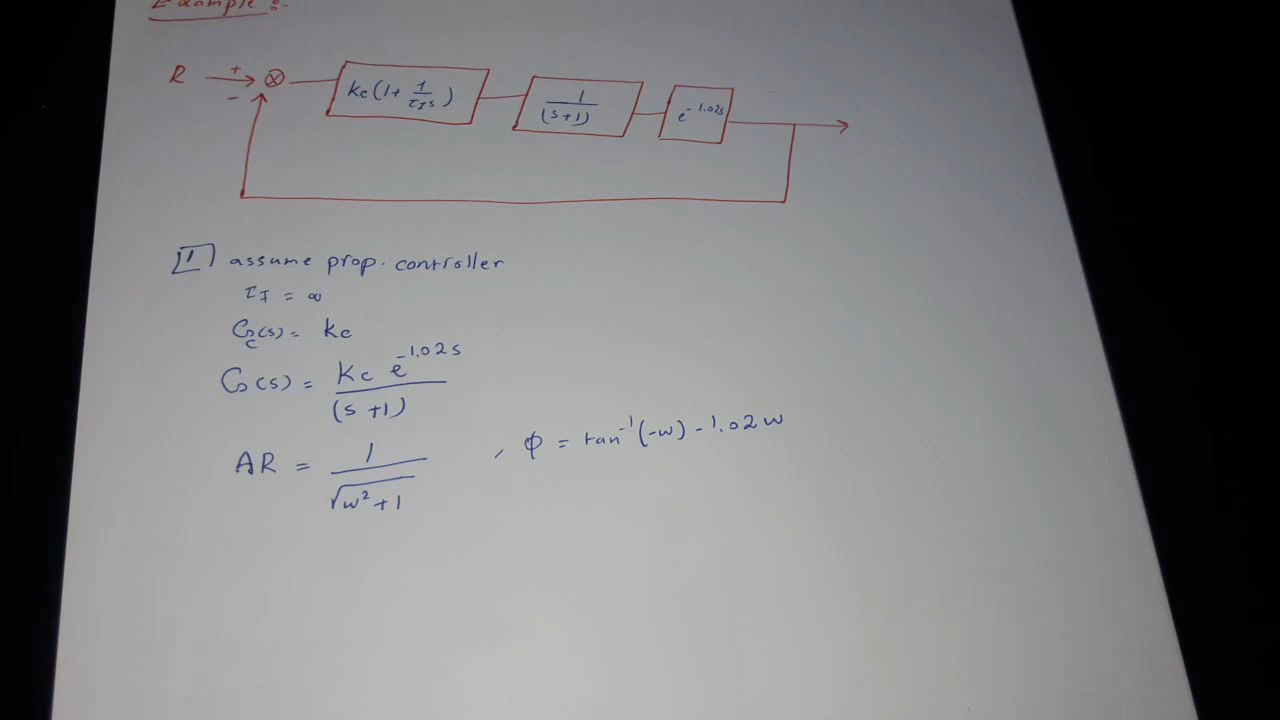 Example :-
R + - ⊗ Kc(1+ 1/τIs) 1/(s+1) e^-1.02s
1 assume prop. controller
τI = ∞
Gc(s) = Kc
G(s) = Kc e^-1.02s / (s+1)
AR = 1/√w²+1 , φ = tan⁻¹(-w) - 1.02w